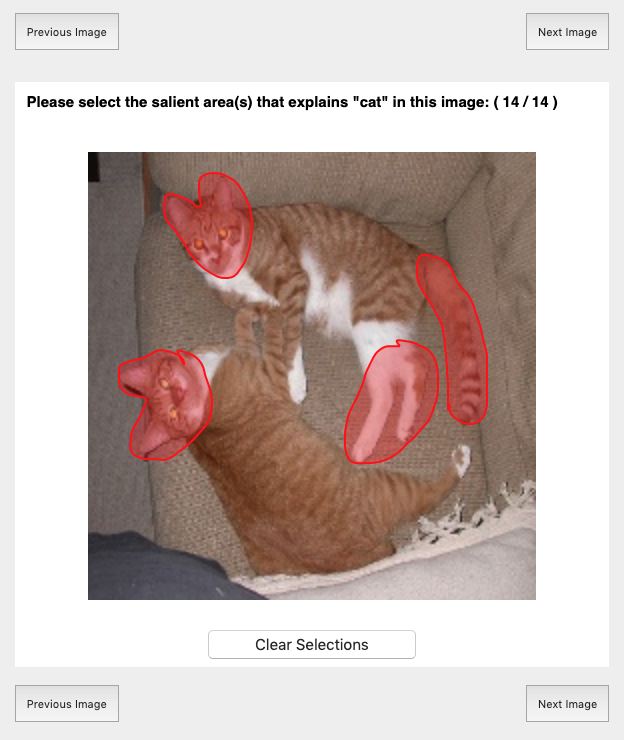 Previous Image
Next Image
Please select the salient area(s) that explains "cat" in this image: ( 14 / 14 )
Clear Selections
Previous Image
Next Image